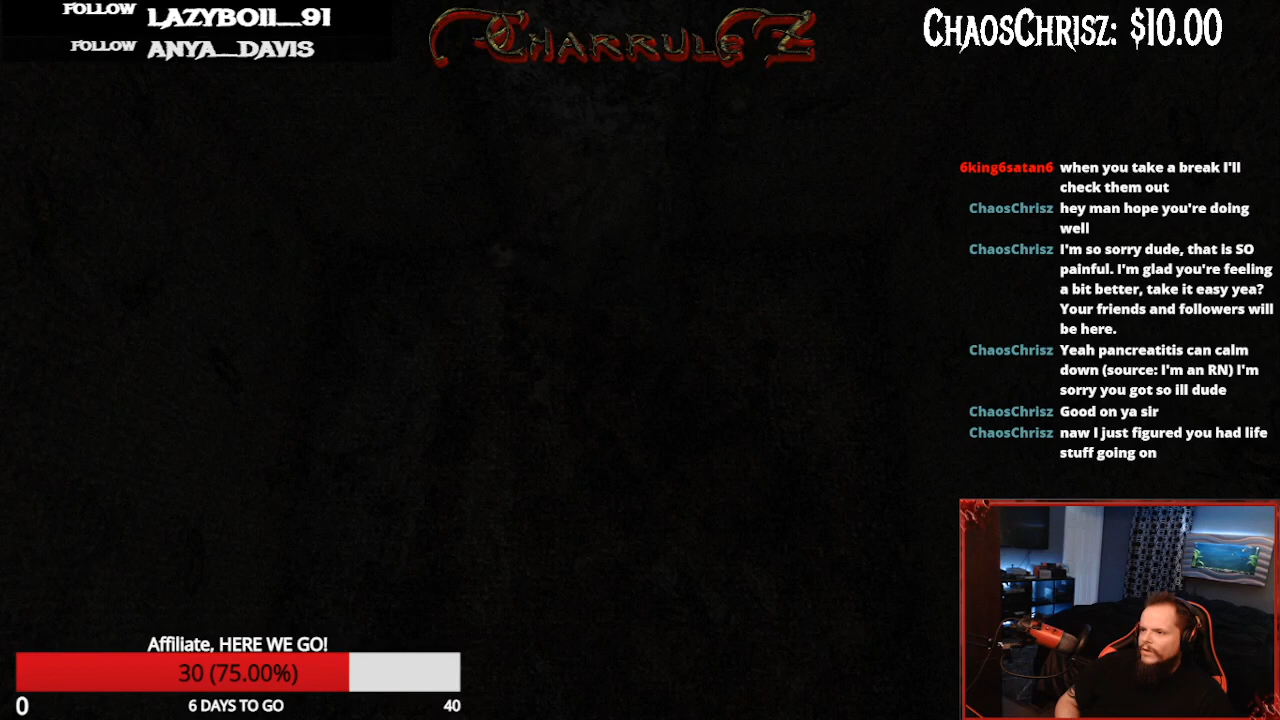 FOLLOW LAZYBOII_91
FOLLOW ANYA_DAVIS
CHARRULEZ
CHAOSCHRISZ: $10.00
6king6satan6 when you take a break I'll
check them out
ChaosChrisz hey man hope you're doing
well
ChaosChrisz I'm so sorry dude, that is SO
painful. I'm glad you're feeling
a bit better, take it easy yea?
Your friends and followers will
be here.
ChaosChrisz Yeah pancreatitis can calm
down (source: I'm an RN) I'm
sorry you got so ill dude
ChaosChrisz Good on ya sir
ChaosChrisz naw I just figured you had life
stuff going on
Affiliate, HERE WE GO!
30 (75.00%)
0 6 DAYS TO GO 40